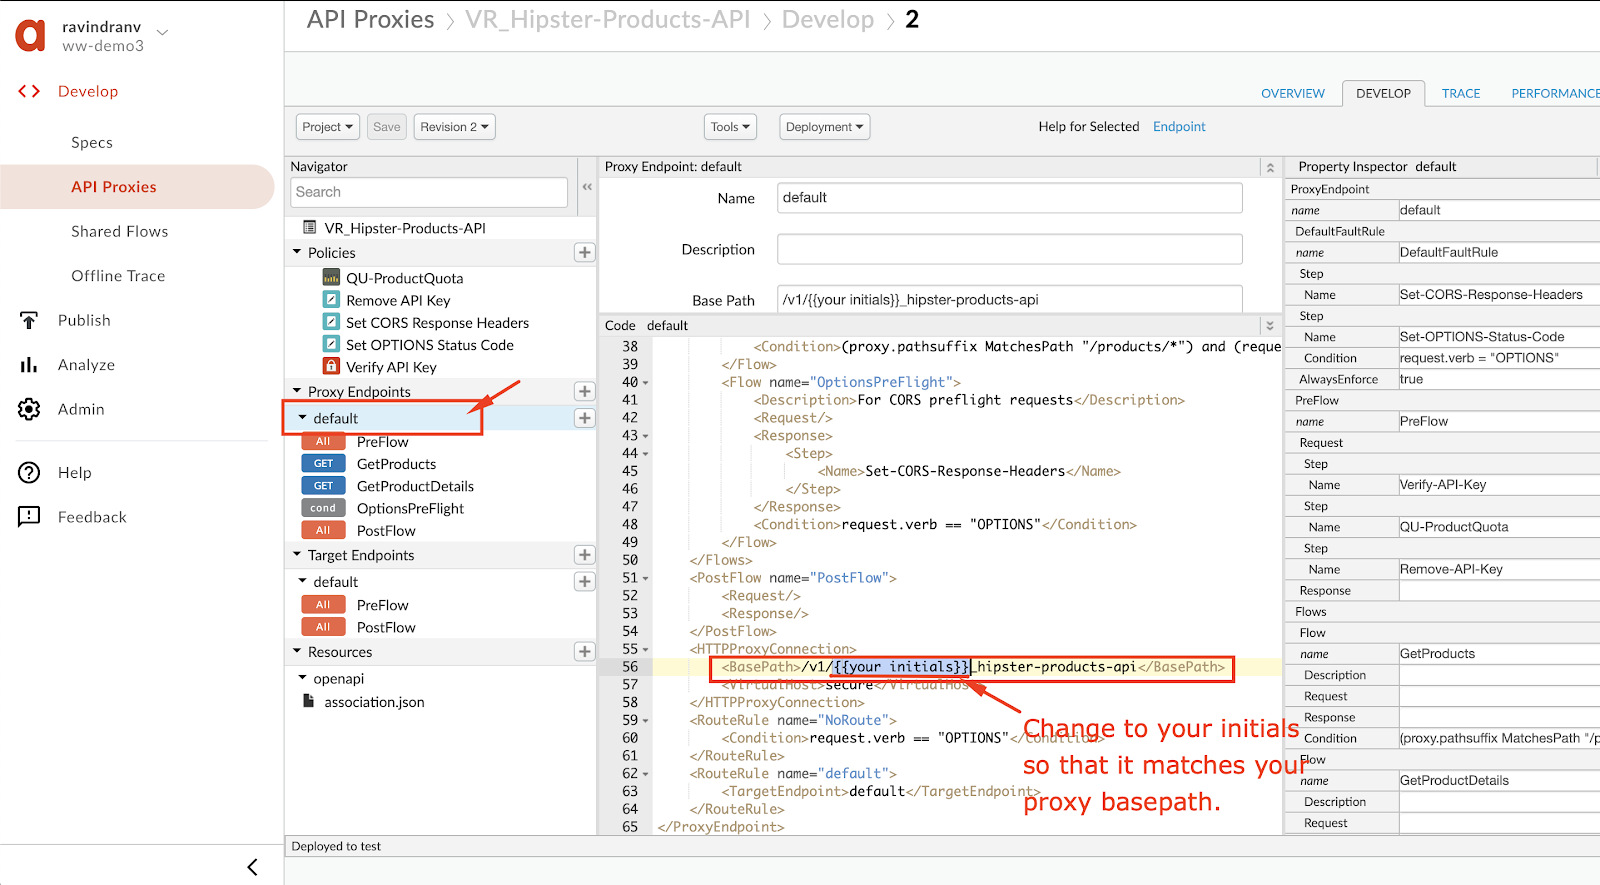 ravindranv
ww-demo3
Develop
Specs
API Proxies
Shared Flows
Offline Trace
Publish
Analyze
Admin
Help
Feedback
API Proxies > VR_Hipster-Products-API > Develop > 2
OVERVIEW DEVELOP TRACE PERFORMANCE
Project Save Revision 2 Tools Deployment Help for Selected Endpoint
Navigator
Search
VR_Hipster-Products-API
Policies
QU-ProductQuota
Remove API Key
Set CORS Response Headers
Set OPTIONS Status Code
Verify API Key
Proxy Endpoints
default
All PreFlow
GET GetProducts
GET GetProductDetails
cond OptionsPreFlight
All PostFlow
Target Endpoints
default
All PreFlow
All PostFlow
Resources
openapi
association.json
Proxy Endpoint: default
Name default
Description
Base Path /v1/{{your initials}}_hipster-products-api
Code default
38 <Condition>(proxy.pathsuffix MatchesPath "/products/*") and (reque
39 </Flow>
40 <Flow name="OptionsPreFlight">
41 <Description>For CORS preflight requests</Description>
42 <Request/>
43 <Response>
44 <Step>
45 <Name>Set-CORS-Response-Headers</Name>
46 </Step>
47 </Response>
48 <Condition>request.verb == "OPTIONS"</Condition>
49 </Flow>
50 </Flows>
51 <PostFlow name="PostFlow">
52 <Request/>
53 <Response/>
54 </PostFlow>
55 <HTTPProxyConnection>
56 <BasePath>/v1/{{your initials}}_hipster-products-api</BasePath>
57 <VirtualHost>secure</VirtualHos
58 </HTTPProxyConnection>
59 <RouteRule name="NoRoute">
60 <Condition>request.verb == "OPTIONS"</Condition>
61 </RouteRule>
62 <RouteRule name="default">
63 <TargetEndpoint>default</TargetEndpoint>
64 </RouteRule>
65 </ProxyEndpoint>
Change to your initials
so that it matches your
proxy basepath.
Property Inspector default
ProxyEndpoint
name default
DefaultFaultRule
name DefaultFaultRule
Step
Name Set-CORS-Response-Headers
Step
Name Set-OPTIONS-Status-Code
Condition request.verb = "OPTIONS"
AlwaysEnforce true
PreFlow
name PreFlow
Request
Step
Name Verify-API-Key
Step
Name QU-ProductQuota
Step
Name Remove-API-Key
Response
Flows
Flow
name GetProducts
Description
Request
Response
Condition (proxy.pathsuffix MatchesPath "/p
Flow
name GetProductDetails
Description
Request
Deployed to test